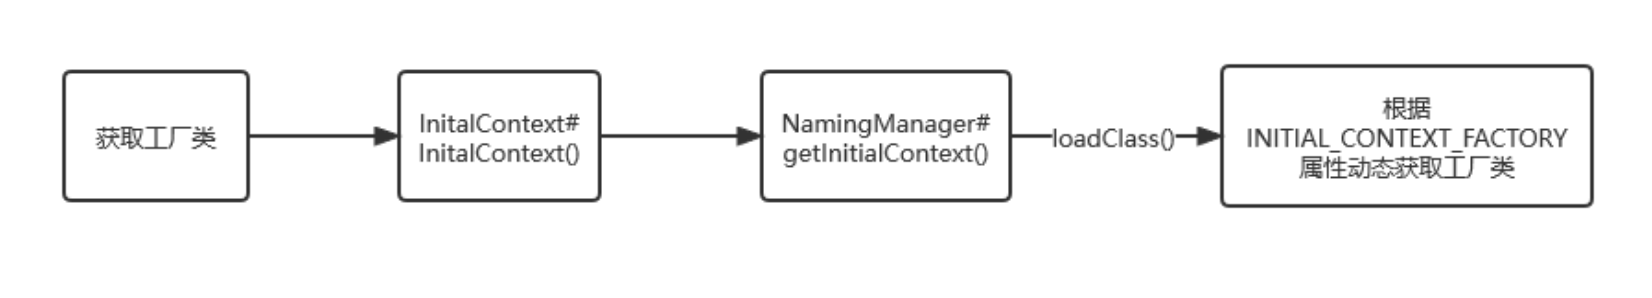 获取工厂类
InitalContext#
InitalContext()
NamingManager#
getInitialContext()
loadClass()
根据
INITIAL_CONTEXT_FACTORY
属性动态获取工厂类